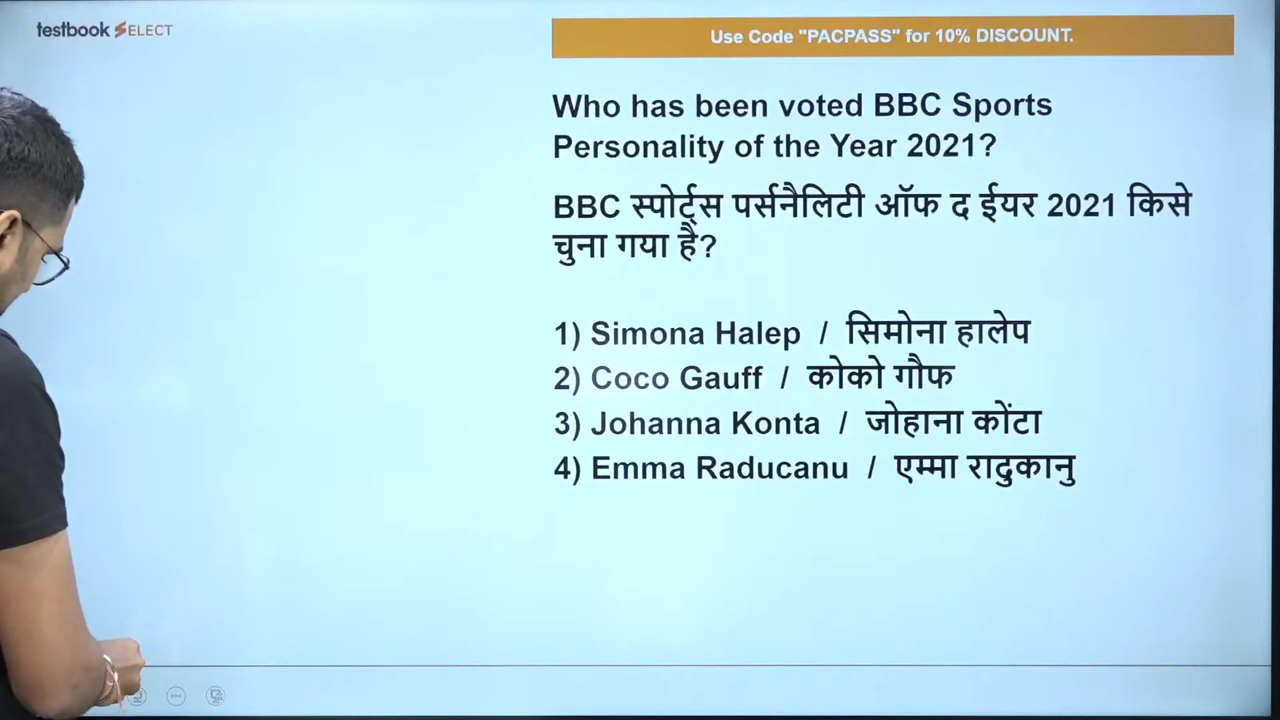 testbook SELECT
Use Code "PACPASS" for 10% DISCOUNT.
Who has been voted BBC Sports
Personality of the Year 2021?
BBC स्पोर्ट्स पर्सनैलिटी ऑफ द ईयर 2021 किसे
चुना गया है?
1) Simona Halep / सिमोना हालेप
2) Coco Gauff / कोको गौफ
3) Johanna Konta / जोहाना कोंटा
4) Emma Raducanu / एम्मा रादुकानु